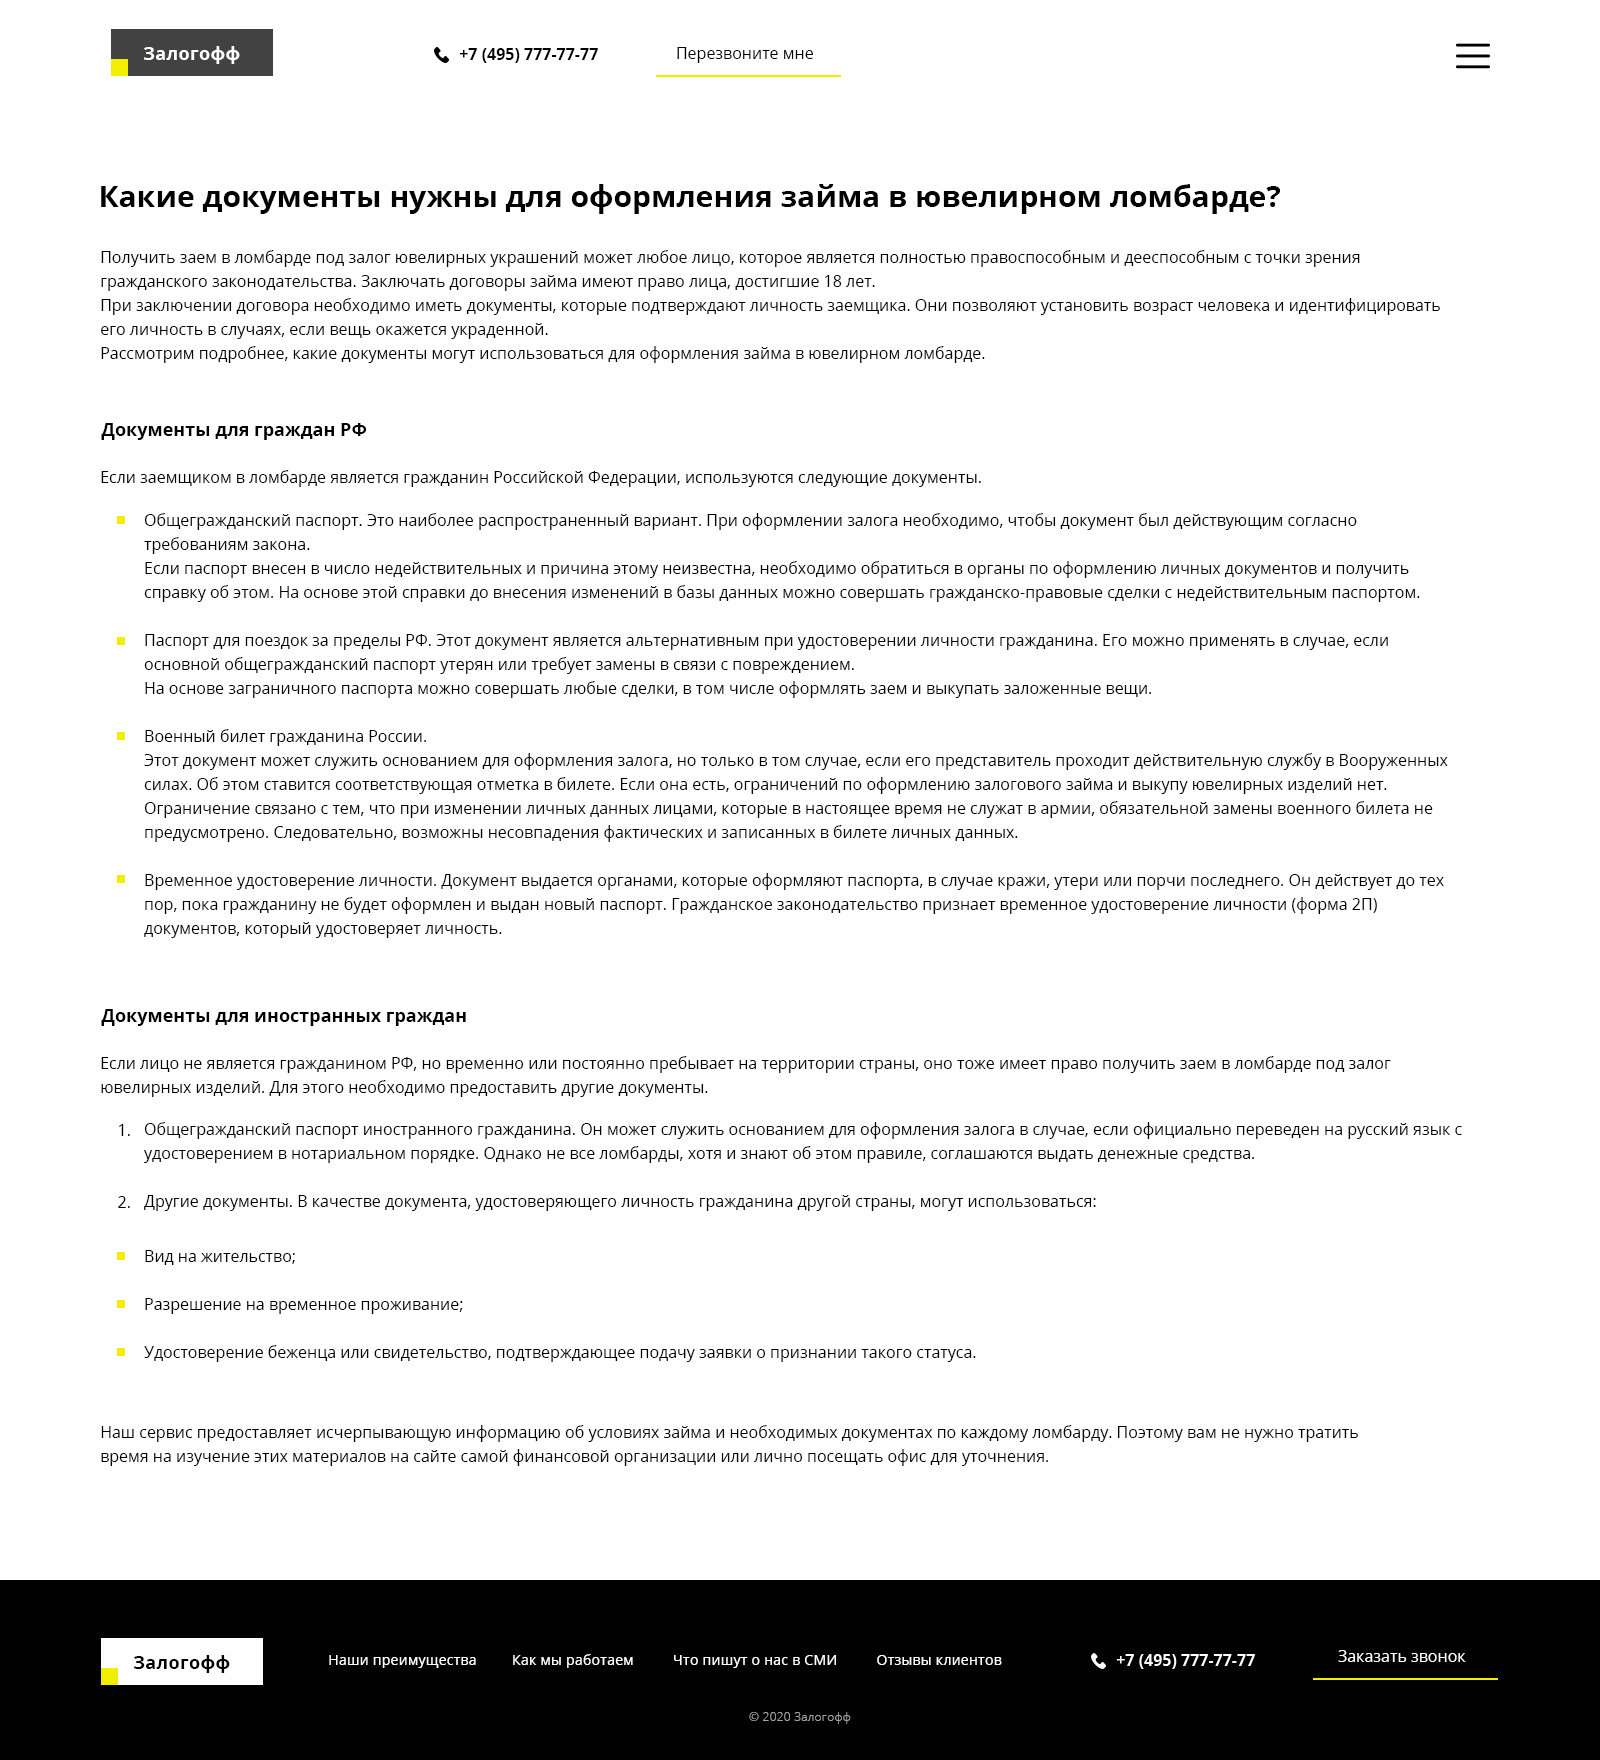 Залогофф
+7 (495) 777-77-77
Перезвоните мне
Какие документы нужны для оформления займа в ювелирном ломбарде?
Получить заем в ломбарде под залог ювелирных украшений может любое лицо, которое является полностью правоспособным и дееспособным с точки зрения
гражданского законодательства. Заключать договоры займа имеют право лица, достигшие 18 лет.
При заключении договора необходимо иметь документы, которые подтверждают личность заемщика. Они позволяют установить возраст человека и идентифицировать
его личность в случаях, если вещь окажется украденной.
Рассмотрим подробнее, какие документы могут использоваться для оформления займа в ювелирном ломбарде.
Документы для граждан РФ
Если заемщиком в ломбарде является гражданин Российской Федерации, используются следующие документы.
Общегражданский паспорт. Это наиболее распространенный вариант. При оформлении залога необходимо, чтобы документ был действующим согласно
требованиям закона.
Если паспорт внесен в число недействительных и причина этому неизвестна, необходимо обратиться в органы по оформлению личных документов и получить
справку об этом. На основе этой справки до внесения изменений в базы данных можно совершать гражданско-правовые сделки с недействительным паспортом.
Паспорт для поездок за пределы РФ. Этот документ является альтернативным при удостоверении личности гражданина. Его можно применять в случае, если
основной общегражданский паспорт утерян или требует замены в связи с повреждением.
На основе заграничного паспорта можно совершать любые сделки, в том числе оформлять заем и выкупать заложенные вещи.
Военный билет гражданина России.
Этот документ может служить основанием для оформления залога, но только в том случае, если его представитель проходит действительную службу в Вооруженных
силах. Об этом ставится соответствующая отметка в билете. Если она есть, ограничений по оформлению залогового займа и выкупу ювелирных изделий нет.
Ограничение связано с тем, что при изменении личных данных лицами, которые в настоящее время не служат в армии, обязательной замены военного билета не
предусмотрено. Следовательно, возможны несовпадения фактических и записанных в билете личных данных.
Временное удостоверение личности. Документ выдается органами, которые оформляют паспорта, в случае кражи, утери или порчи последнего. Он действует до тех
пор, пока гражданину не будет оформлен и выдан новый паспорт. Гражданское законодательство признает временное удостоверение личности (форма 2П)
документов, который удостоверяет личность.
Документы для иностранных граждан
Если лицо не является гражданином РФ, но временно или постоянно пребывает на территории страны, оно тоже имеет право получить заем в ломбарде под залог
ювелирных изделий. Для этого необходимо предоставить другие документы.
1. Общегражданский паспорт иностранного гражданина. Он может служить основанием для оформления залога в случае, если официально переведен на русский язык с
удостоверением в нотариальном порядке. Однако не все ломбарды, хотя и знают об этом правиле, соглашаются выдать денежные средства.
2. Другие документы. В качестве документа, удостоверяющего личность гражданина другой страны, могут использоваться:
Вид на жительство;
Разрешение на временное проживание;
Удостоверение беженца или свидетельство, подтверждающее подачу заявки о признании такого статуса.
Наш сервис предоставляет исчерпывающую информацию об условиях займа и необходимых документах по каждому ломбарду. Поэтому вам не нужно тратить
время на изучение этих материалов на сайте самой финансовой организации или лично посещать офис для уточнения.
Залогофф
Наши преимущества
Как мы работаем
Что пишут о нас в СМИ
Отзывы клиентов
+7 (495) 777-77-77
Заказать звонок
© 2020 Залогофф